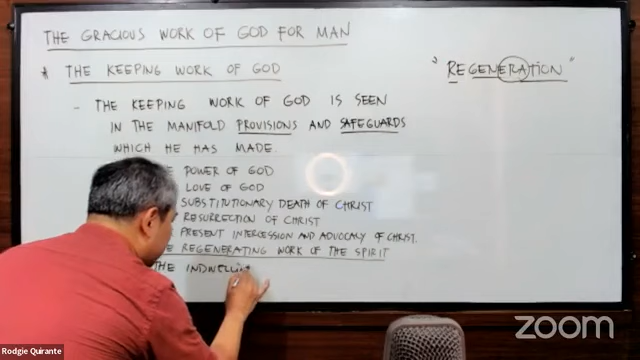 THE GRACIOUS WORK OF GOD FOR MAN
* THE KEEPING WORK OF GOD
"REGENERATION"
- THE KEEPING WORK OF GOD IS SEEN
IN THE MANIFOLD PROVISIONS AND SAFEGUARDS
WHICH HE HAS MADE.
POWER OF GOD
LOVE OF GOD
SUBSTITUTIONARY DEATH OF CHRIST
RESURRECTION OF CHRIST
PRESENT INTERCESSION AND ADVOCACY OF CHRIST.
REGENERATING WORK OF THE SPIRIT
THE INDWELLIN
zoom
Rodgie Quirante